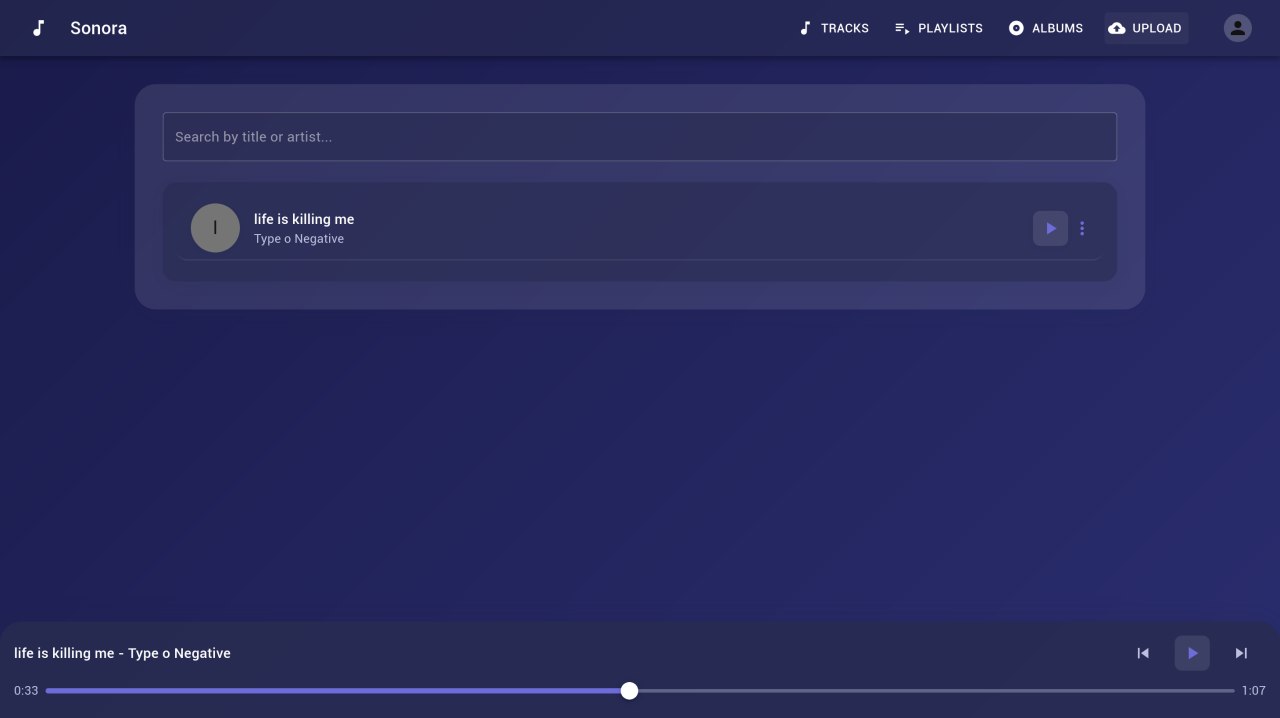 Sonora
TRACKS
PLAYLISTS
ALBUMS
UPLOAD
Search by title or artist...
l
life is killing me
Type o Negative
life is killing me - Type o Negative
0:33
1:07